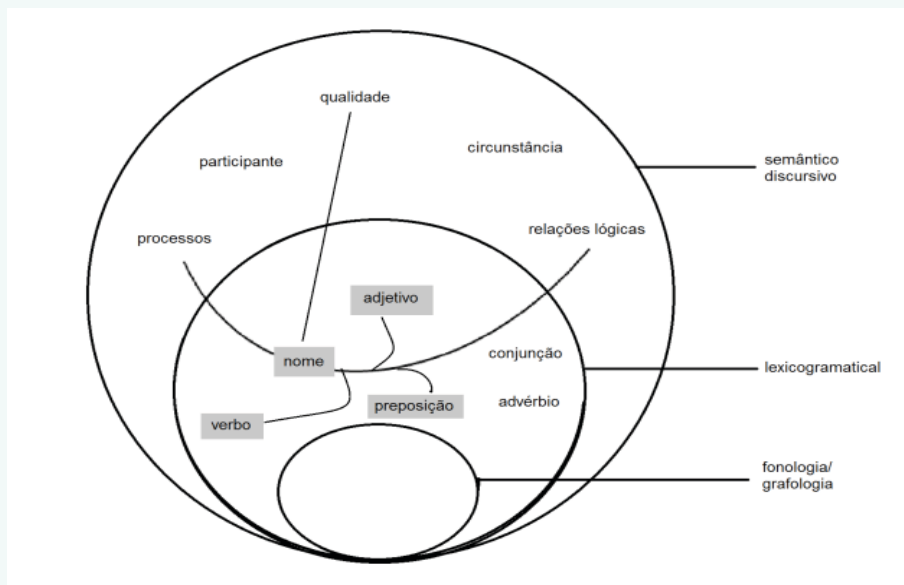 qualidade
participante
circunstância
semântico
discursivo
processos
relações lógicas
adjetivo
nome
conjunção
lexicogramatical
verbo
preposição
advérbio
fonologia/
grafologia